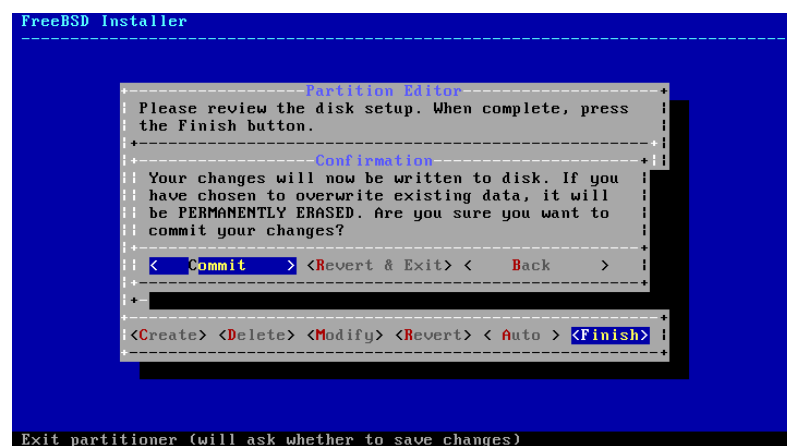 FreeBSD Installer
Partition Editor
Please review the disk setup. When complete, press
the Finish button.
Confirmation
Your changes will now be written to disk. If you
have chosen to overwrite existing data, it will
be PERMANENTLY ERASED. Are you sure you want to
commit your changes?
< Commit > <Revert & Exit> < Back >
<Create> <Delete> <Modify> <Revert> < Auto > <Finish>
Exit partitioner (will ask whether to save changes)